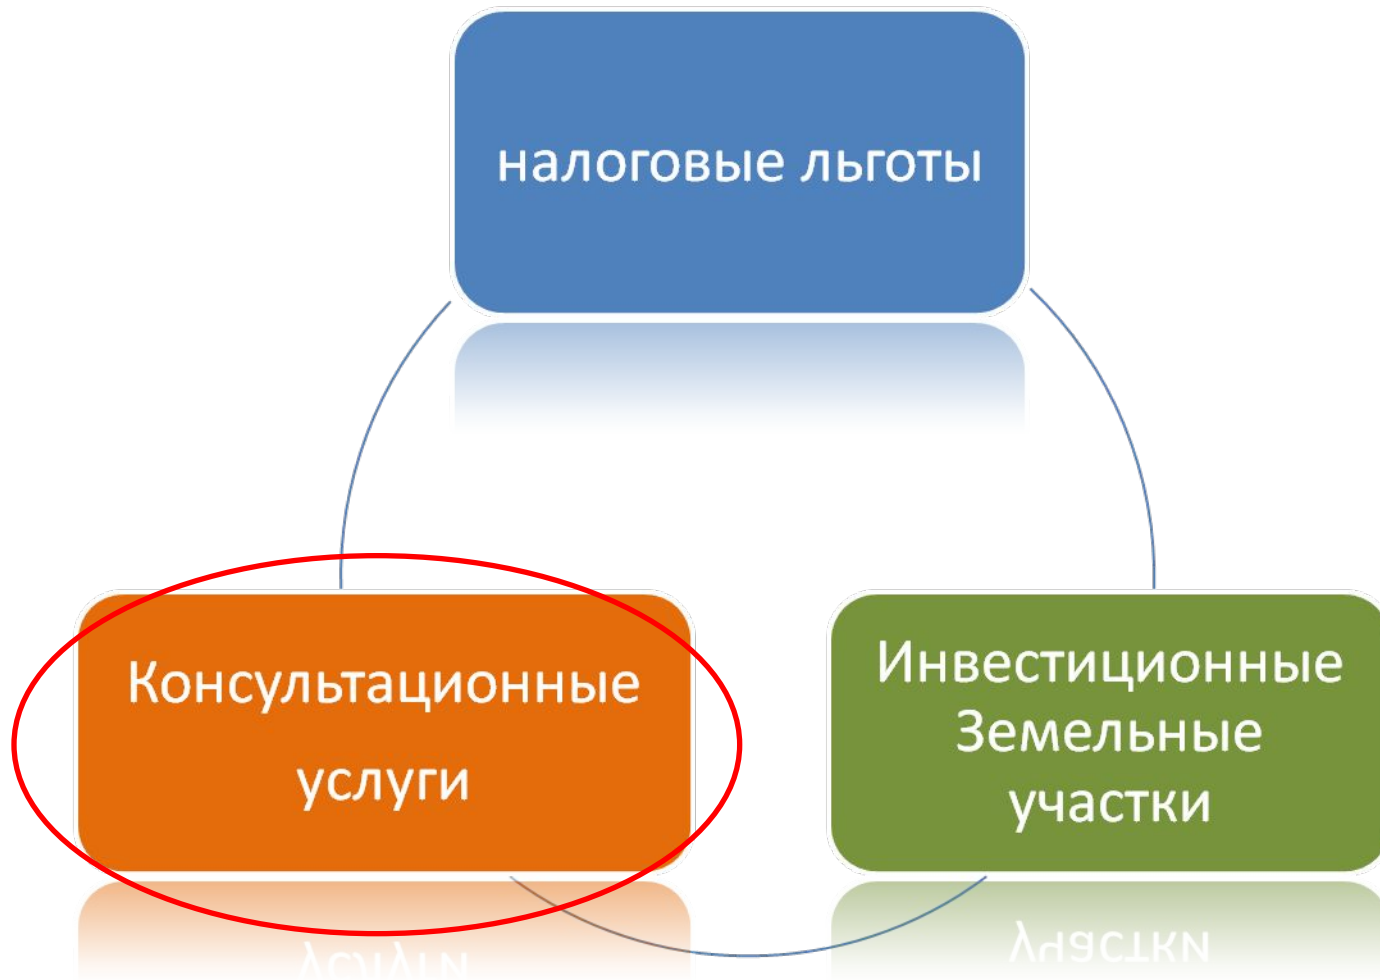 налоговые льготы
Консультационные
услуги
Инвестиционные
Земельные
участки